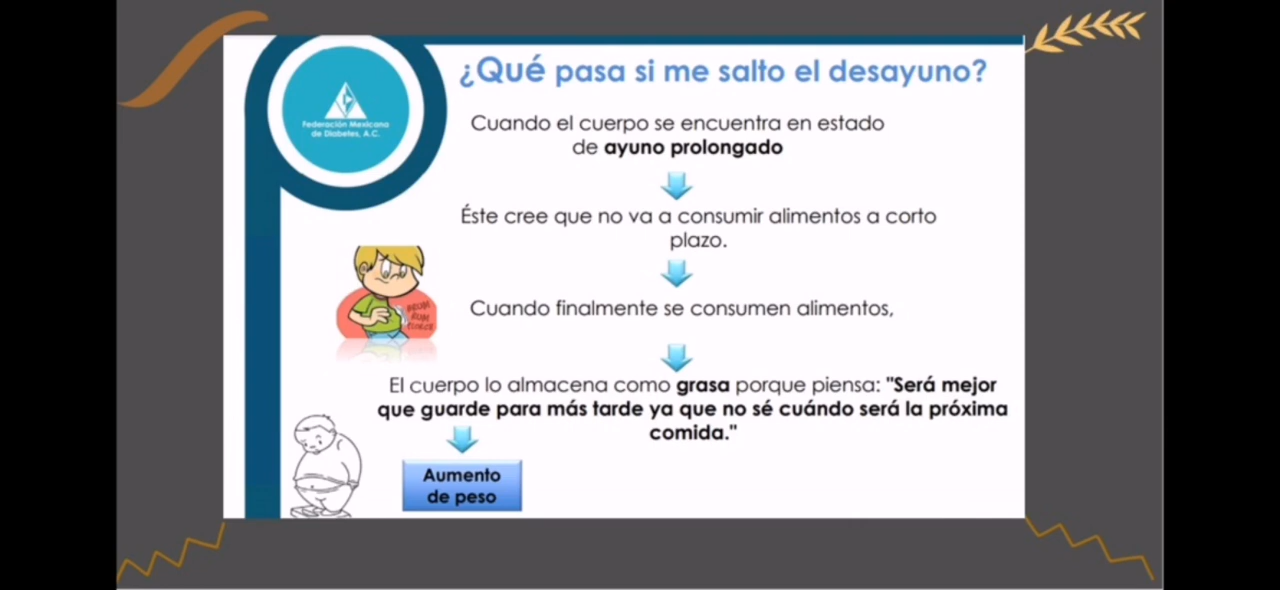 Federación Mexicana
de Diabetes, A.C.
¿Qué pasa si me salto el desayuno?
Cuando el cuerpo se encuentra en estado
de ayuno prolongado
Éste cree que no va a consumir alimentos a corto
plazo.
Cuando finalmente se consumen alimentos,
El cuerpo lo almacena como grasa porque piensa: "Será mejor
que guarde para más tarde ya que no sé cuándo será la próxima
comida."
Aumento
de peso